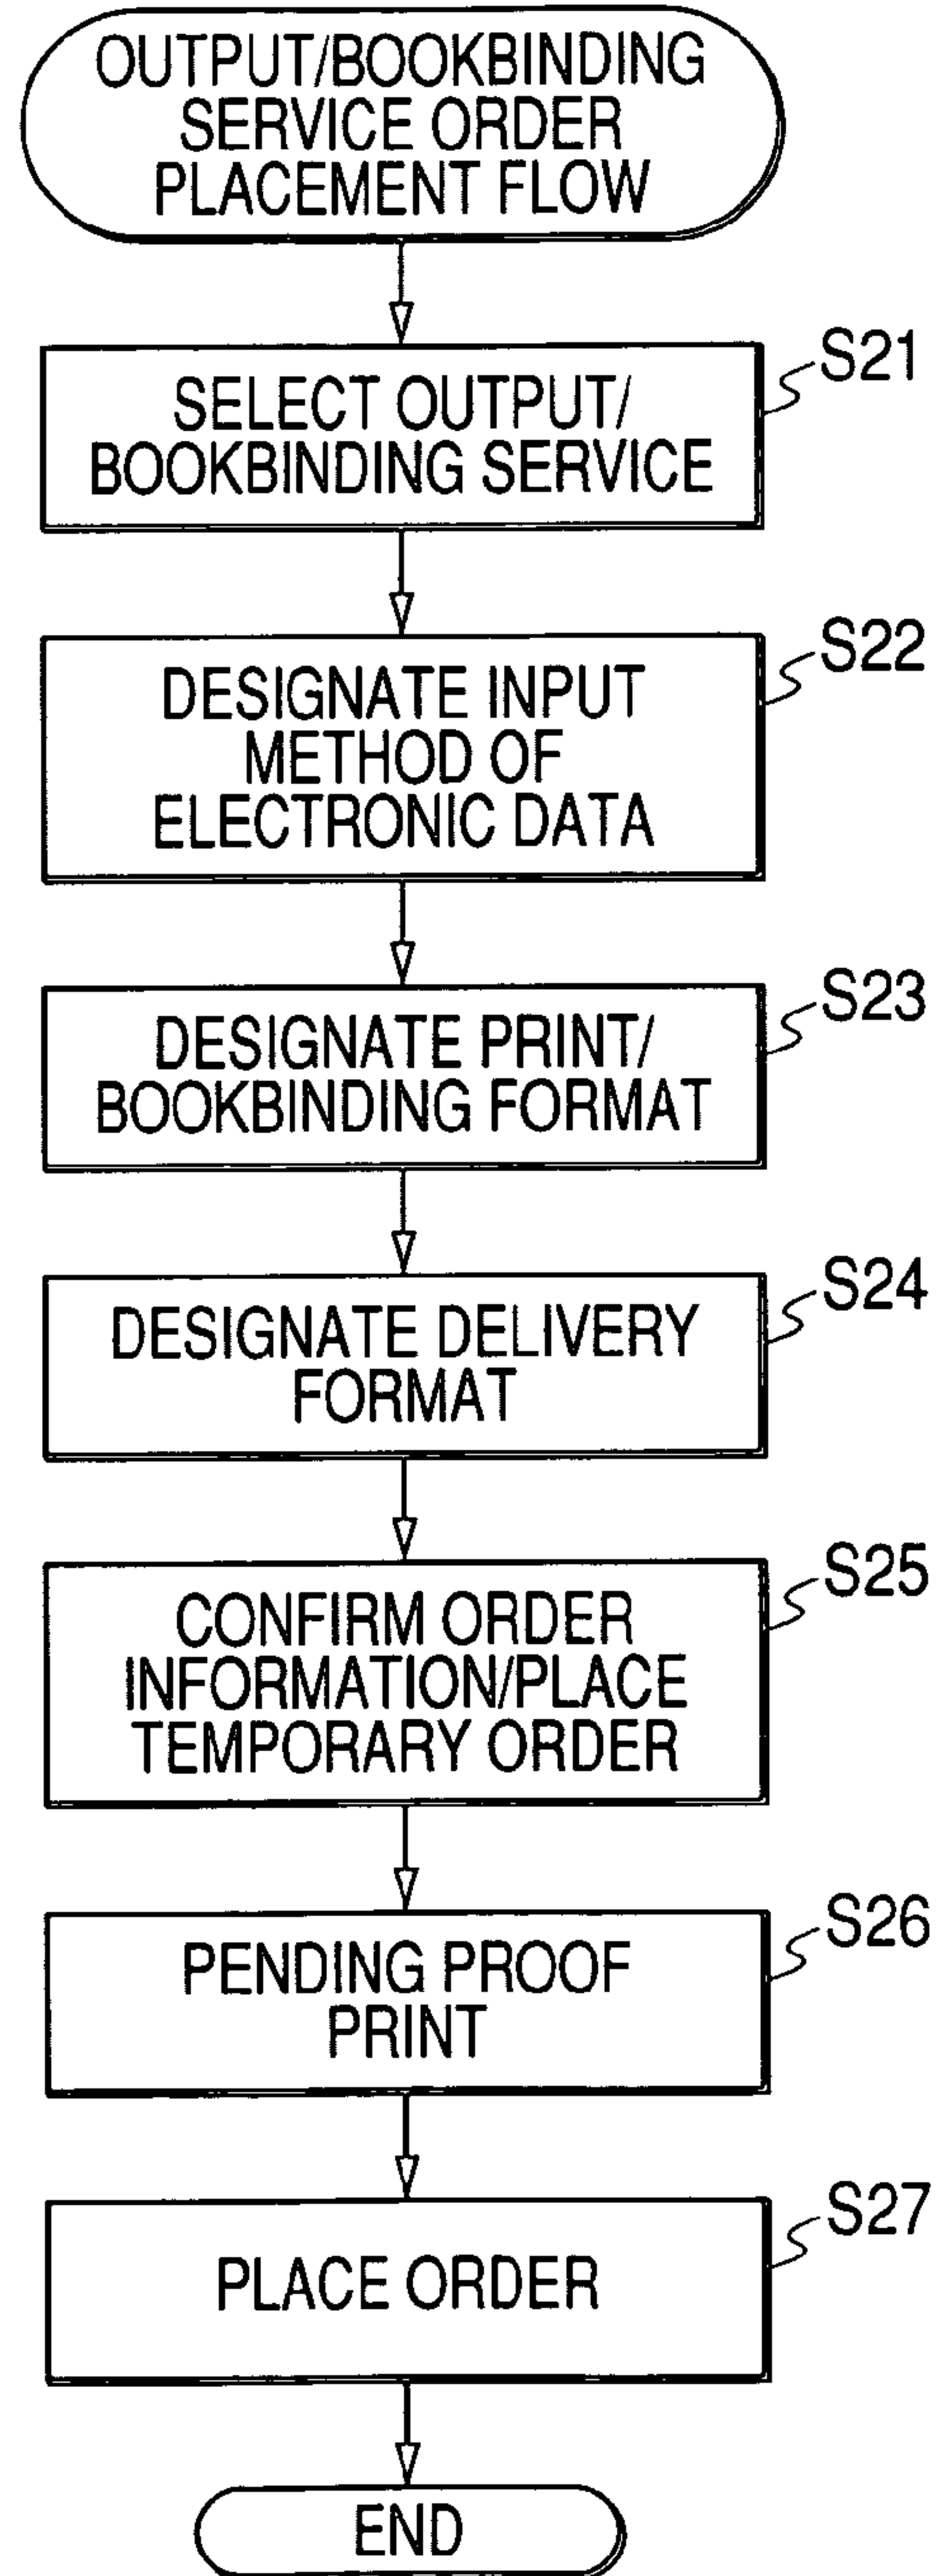 OUTPUT/BOOKBINDING
SERVICE ORDER
PLACEMENT FLOW
S21
SELECT OUTPUT/
BOOKBINDING SERVICE
S22
DESIGNATE INPUT
METHOD OF
ELECTRONIC DATA
S23
DESIGNATE PRINT/
BOOKBINDING FORMAT
S24
DESIGNATE DELIVERY
FORMAT
S25
CONFIRM ORDER
INFORMATION/PLACE
TEMPORARY ORDER
S26
PENDING PROOF
PRINT
S27
PLACE ORDER
END